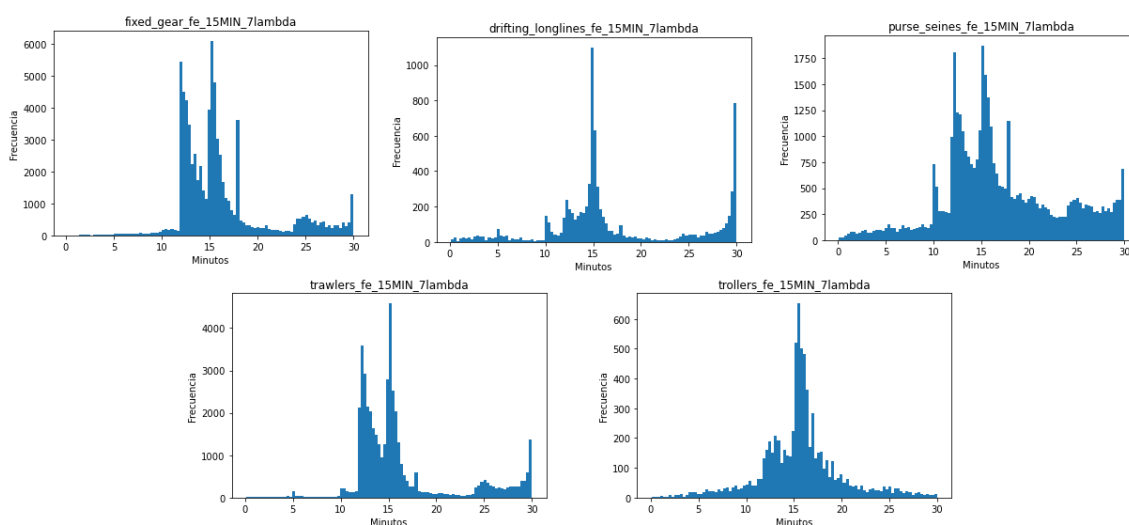 fixed_gear_fe_15MIN_7lambda
Frecuencia
6000
5000
4000
3000
2000
1000
0
0 5 10 15 20 25 30
Minutos
drifting_longlines_fe_15MIN_7lambda
Frecuencia
1000
800
600
400
200
0
0 5 10 15 20 25 30
Minutos
purse_seines_fe_15MIN_7lambda
Frecuencia
1750
1500
1250
1000
750
500
250
0
0 5 10 15 20 25 30
Minutos
trawlers_fe_15MIN_7lambda
Frecuencia
4000
3000
2000
1000
0
0 5 10 15 20 25 30
Minutos
trollers_fe_15MIN_7lambda
Frecuencia
600
500
400
300
200
100
0
0 5 10 15 20 25 30
Minutos